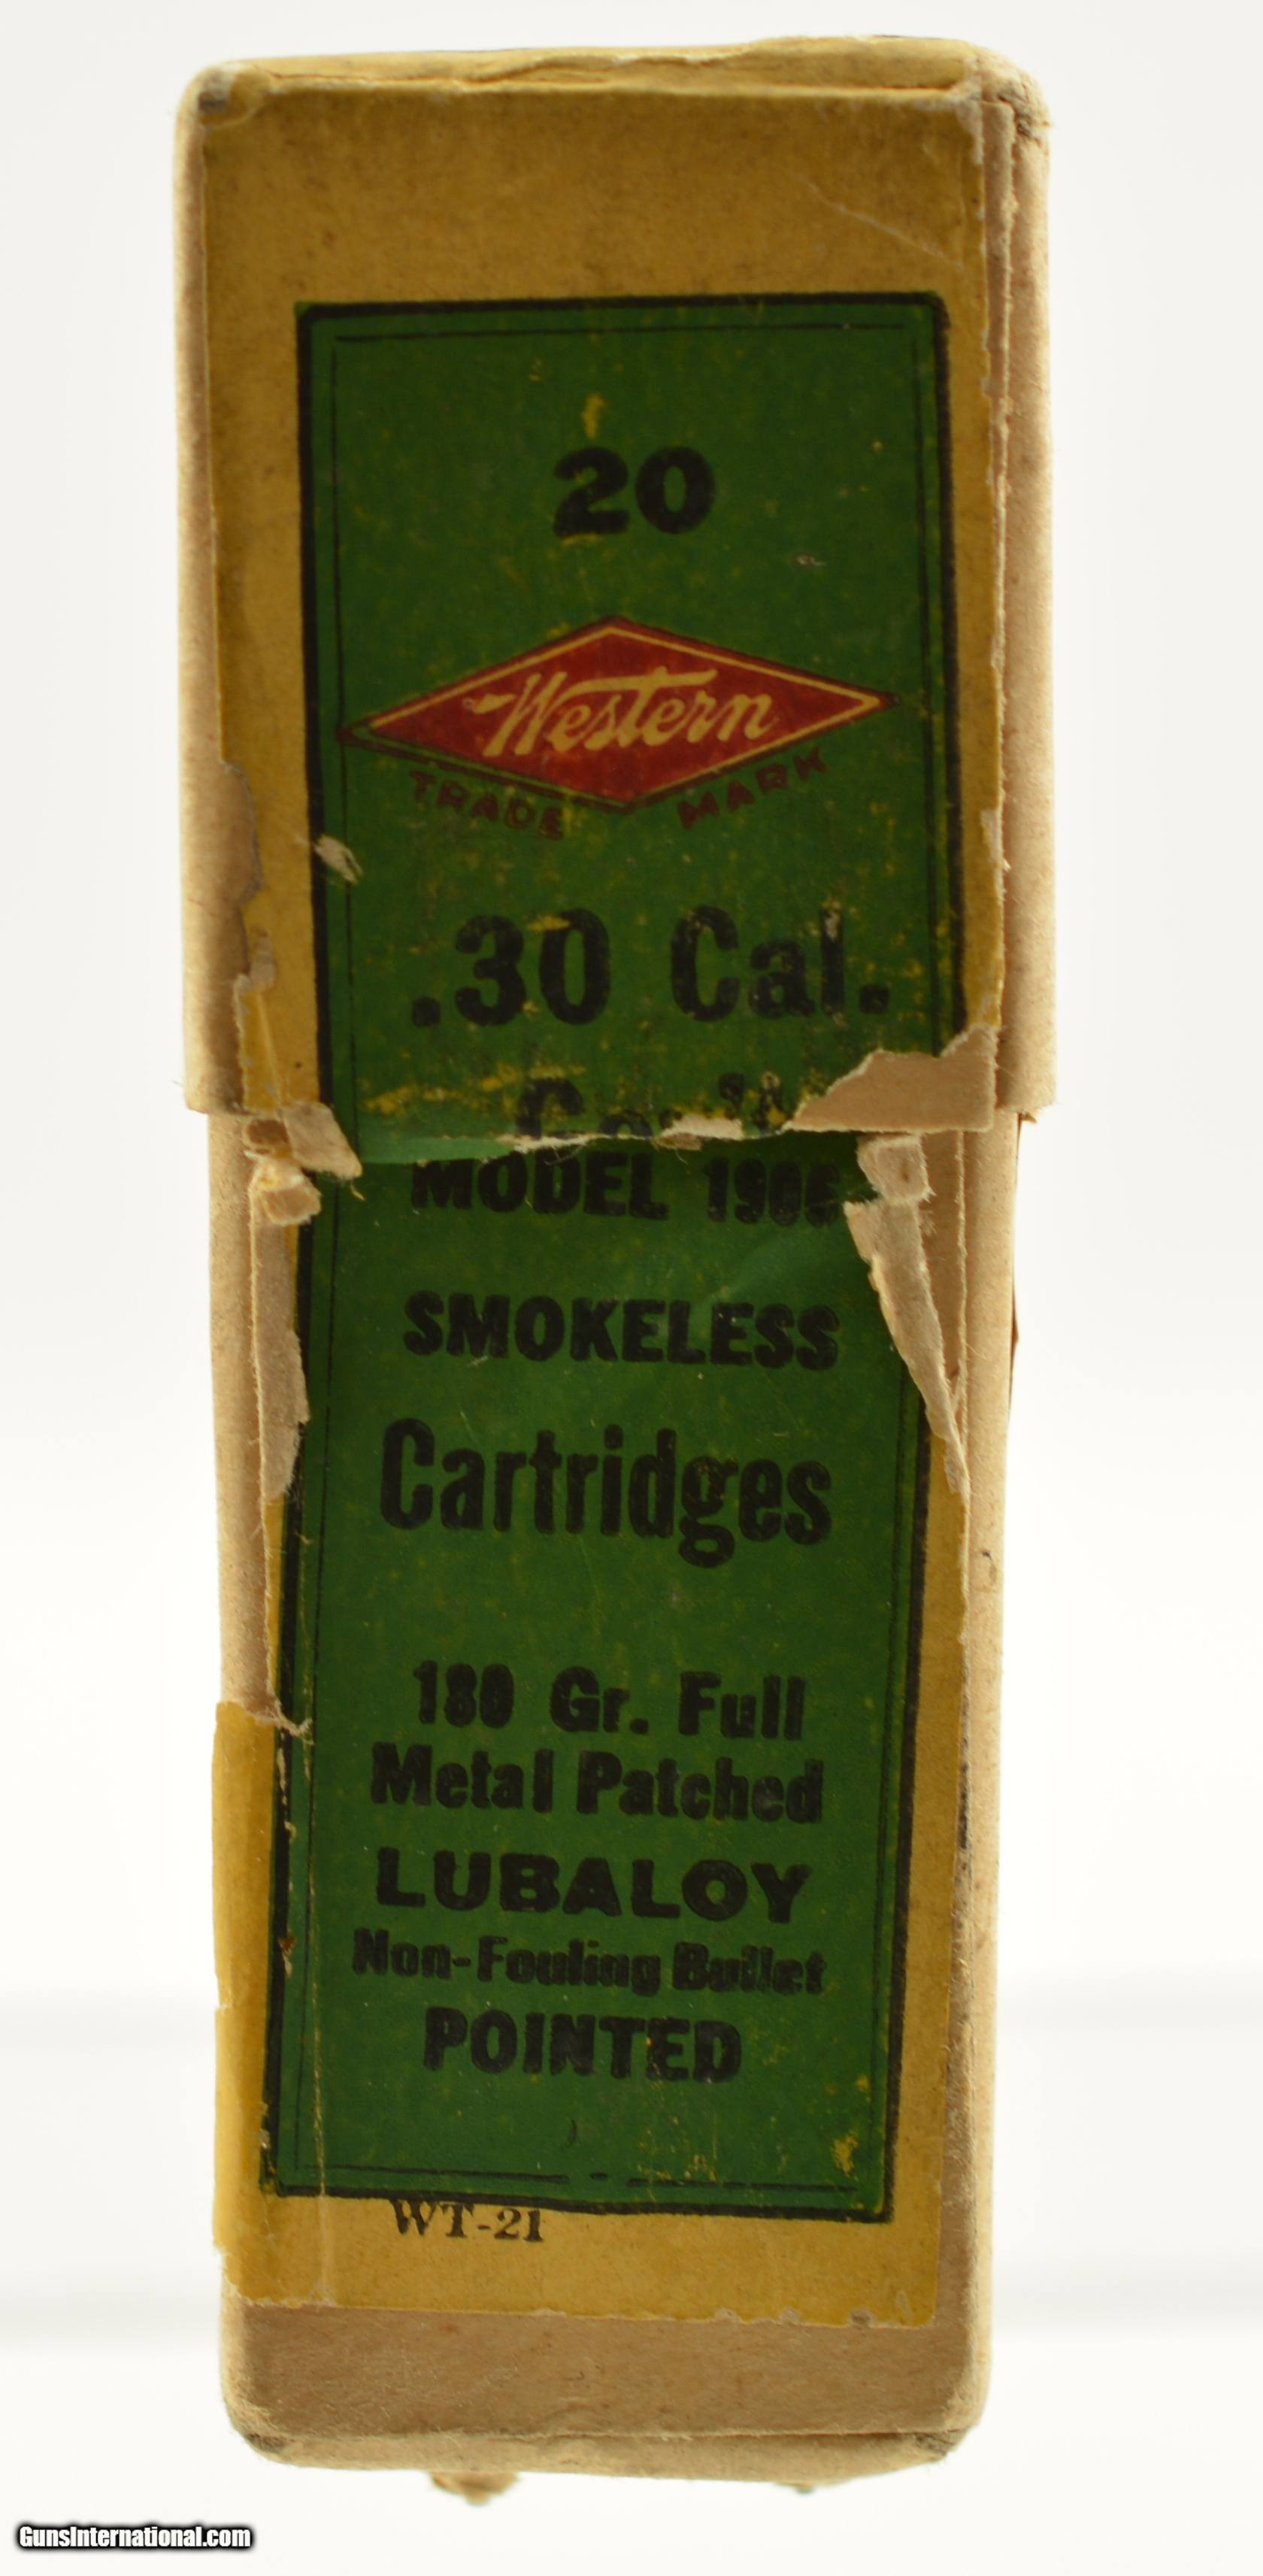 20
Western
TRADE MARK
.30 Cal.
MODEL 1906
SMOKELESS
Cartridges
180 Gr. Full
Metal Patched
LUBALOY
Non-Fouling Bullet
POINTED
WT-21
GunsInternational.com